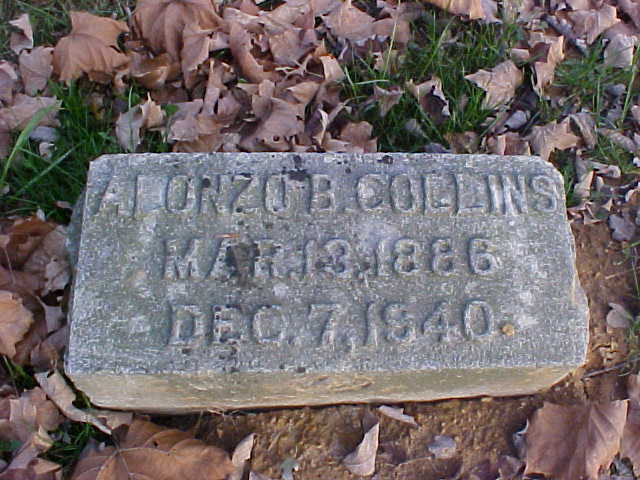 ALONZO B. COLLINS
MAR. 13, 1886
DEC. 7, 1940.